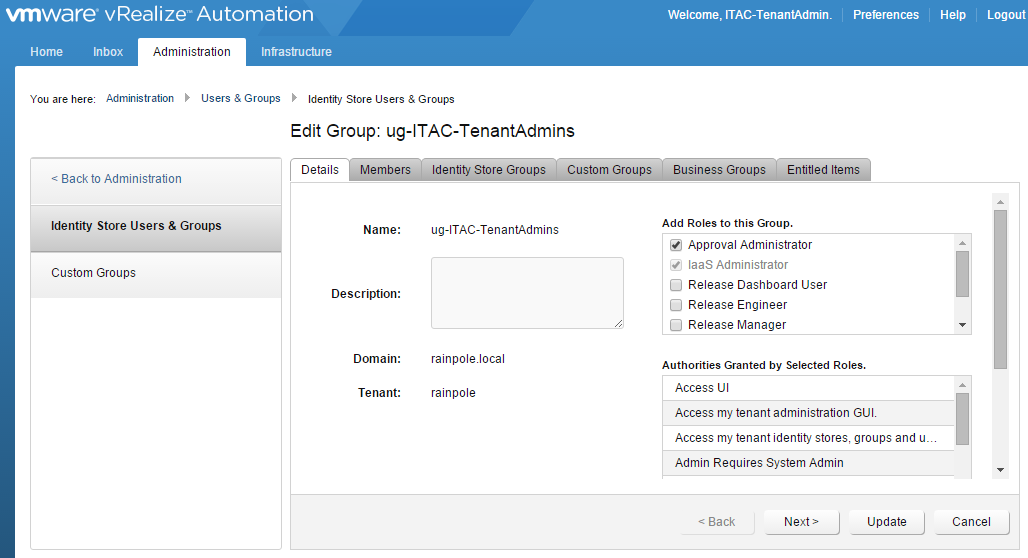 vmware® vRealize™ Automation
Welcome, ITAC-TenantAdmin. Preferences Help Logout
Home Inbox Administration Infrastructure
You are here: Administration Users & Groups Identity Store Users & Groups
Edit Group: ug-ITAC-TenantAdmins
< Back to Administration
Identity Store Users & Groups
Custom Groups
Details Members Identity Store Groups Custom Groups Business Groups Entitled Items
Name: ug-ITAC-TenantAdmins
Description:
Domain: rainpole.local
Tenant: rainpole
Add Roles to this Group.
Approval Administrator
IaaS Administrator
Release Dashboard User
Release Engineer
Release Manager
Authorities Granted by Selected Roles.
Access UI
Access my tenant administration GUI.
Access my tenant identity stores, groups and u...
Admin Requires System Admin
< Back Next > Update Cancel